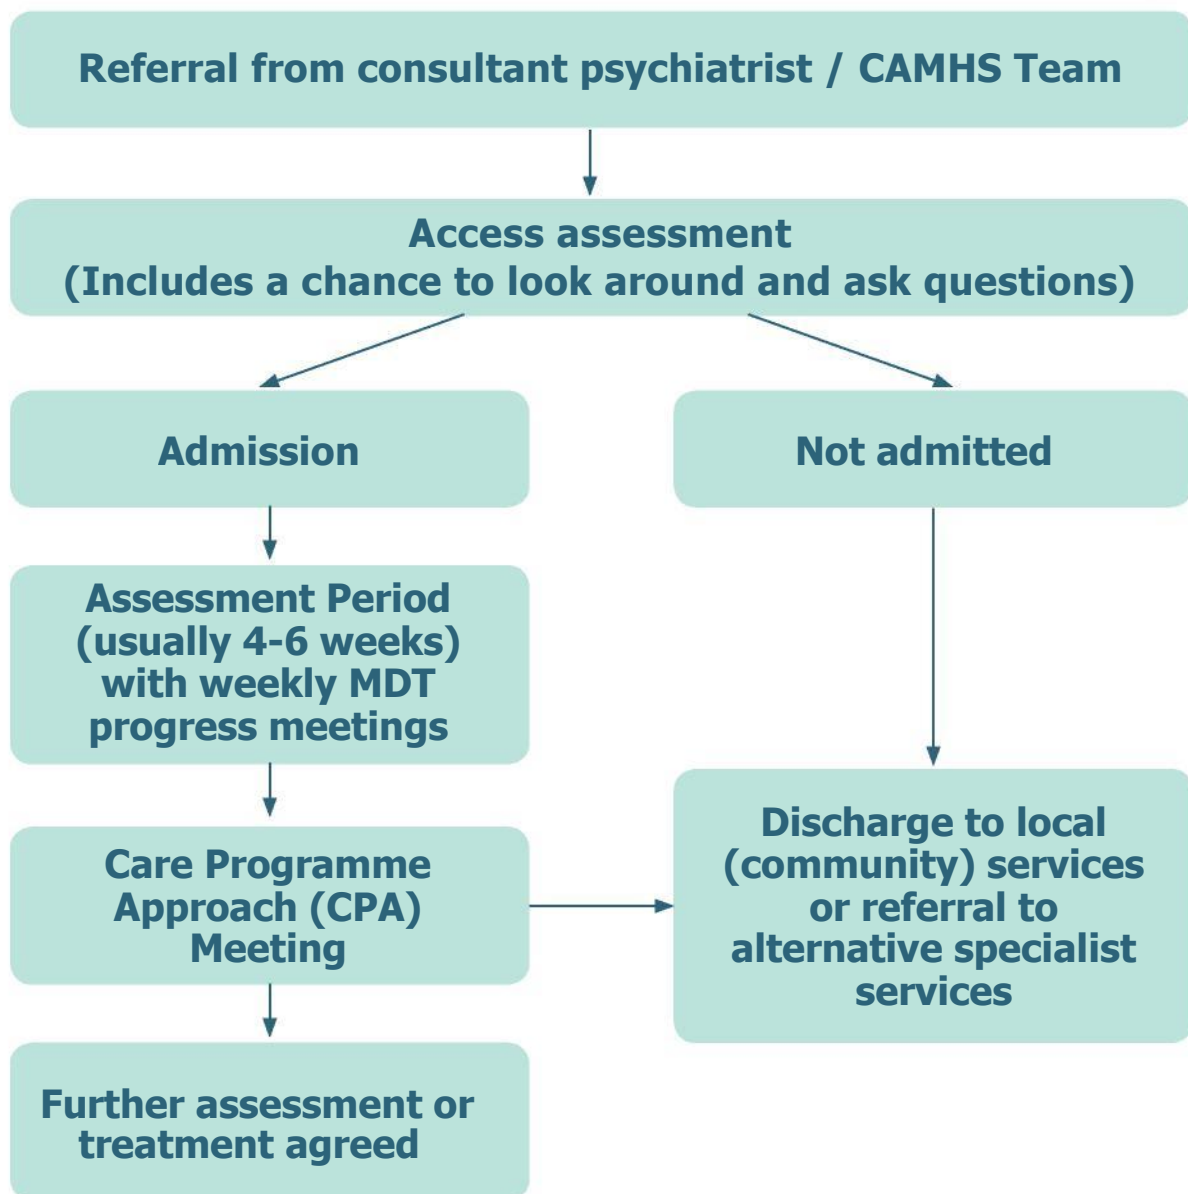 Referral from consultant psychiatrist / CAMHS Team
Access assessment
(Includes a chance to look around and ask questions)
Admission
Not admitted
Assessment Period
(usually 4-6 weeks)
with weekly MDT
progress meetings
Care Programme
Approach (CPA)
Meeting
Discharge to local
(community) services
or referral to
alternative specialist
services
Further assessment or
treatment agreed